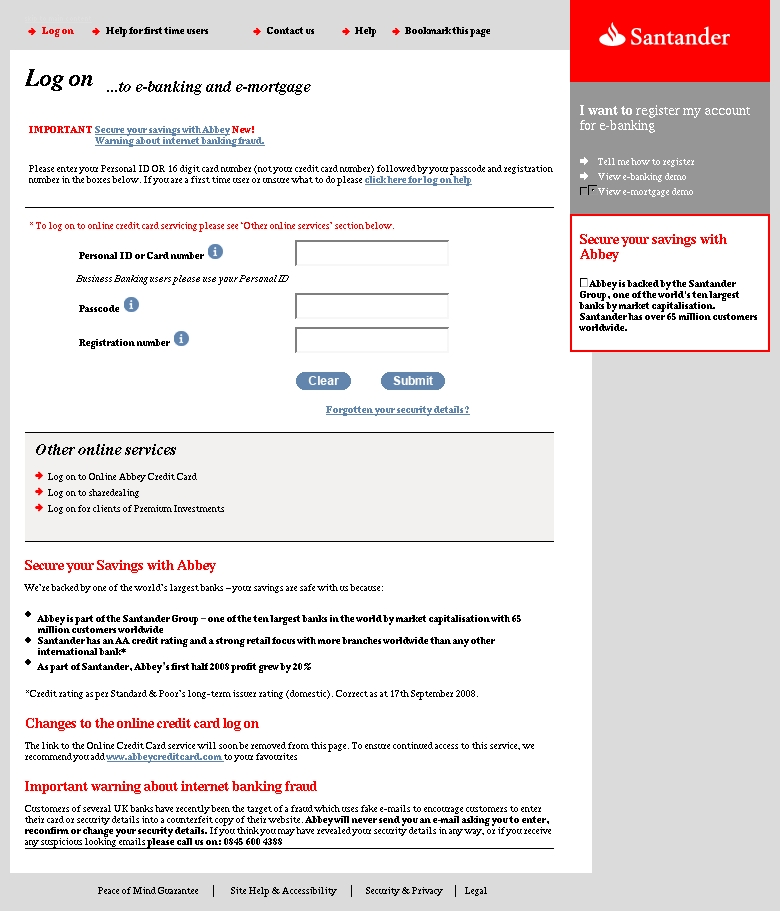 Log on
Help for first time users
Contact us
Help
Bookmark this page
Santander
Log on ...to e-banking and e-mortgage
IMPORTANT Secure your savings with Abbey New!
Warning about internet banking fraud.
Please enter your Personal ID OR 16 digit card number (not your credit card number) followed by your passcode and registration
number in the boxes below. If you are a first time user or unsure what to do please click here for log on help
* To log on to online credit card servicing please see 'Other online services' section below.
Personal ID or Card number
Business Banking users please use your Personal ID
Passcode
Registration number
Clear
Submit
Forgotten your security details?
I want to register my account
for e-banking
Tell me how to register
View e-banking demo
View e-mortgage demo
Secure your savings with
Abbey
Abbey is backed by the Santander
Group, one of the world's ten largest
banks by market capitalisation.
Santander has over 65 million customers
worldwide.
Other online services
Log on to Online Abbey Credit Card
Log on to sharedealing
Log on for clients of Premium Investments
Secure your Savings with Abbey
We're backed by one of the world's largest banks – your savings are safe with us because:
Abbey is part of the Santander Group – one of the ten largest banks in the world by market capitalisation with 65
million customers worldwide
Santander has an AA credit rating and a strong retail focus with more branches worldwide than any other
international bank*
As part of Santander, Abbey's first half 2008 profit grew by 20%
*Credit rating as per Standard & Poor's long-term issuer rating (domestic). Correct as at 17th September 2008.
Changes to the online credit card log on
The link to the Online Credit Card service will soon be removed from this page. To ensure continued access to this service, we
recommend you add www.abbeycreditcard.com to your favourites
Important warning about internet banking fraud
Customers of several UK banks have recently been the target of a fraud which uses fake e-mails to encourage customers to enter
their card or security details into a counterfeit copy of their website. Abbey will never send you an e-mail asking you to enter,
reconfirm or change your security details. If you think you may have revealed your security details in any way, or if you receive
any suspicious looking emails please call us on: 0845 600 4388
Peace of Mind Guarantee | Site Help & Accessibility | Security & Privacy | Legal